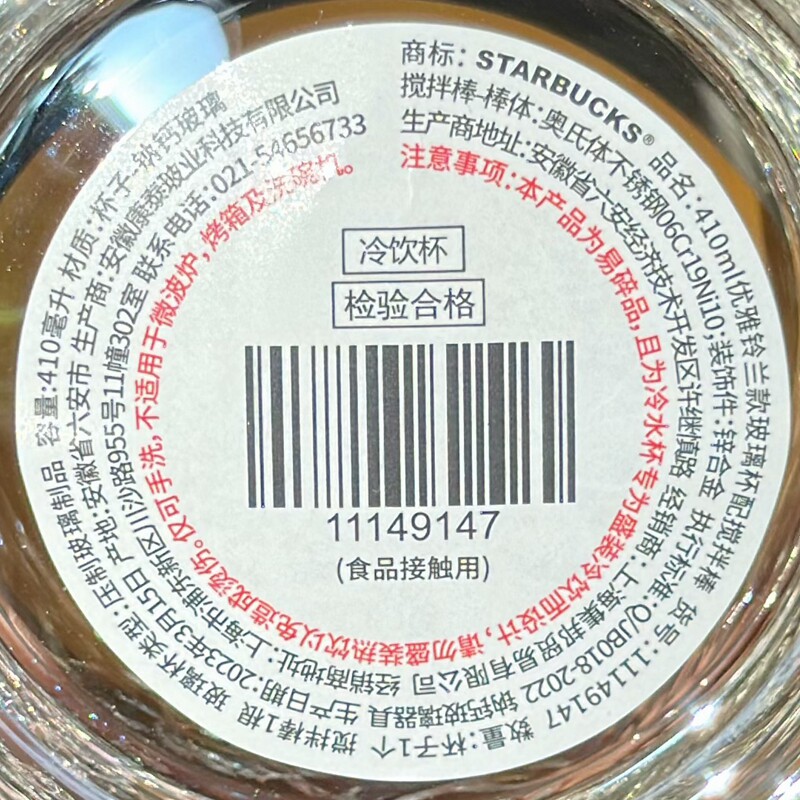 商标：STARBUCKS® 品名：410ml优雅铃兰款玻璃杯配搅拌棒 货号：11149147 数量：杯子1个 搅拌棒1根 玻璃杯类型：压制玻璃制品 容量：410毫升 材质：杯子-钠钙玻璃
搅拌棒-棒体：奥氏体不锈钢06Cr19Ni10；装饰件：锌合金 执行标准：Q/JB018-2022 钠钙玻璃器具 生产日期：2023年3月15日 产地：安徽省六安市 生产商：安徽康泰玻业科技有限公司
生产商地址：安徽省六安经济技术开发区许继慎路 经销商：上海集邦贸易有限公司 经销商地址：上海市浦东新区川沙路955号11幢302室 联系电话：021-54656733
注意事项：本产品为易碎品，且为冷水杯专为盛装冷饮而设计，请勿盛装热饮以免造成烫伤。仅可手洗，不适用于微波炉，烤箱及洗碗机。
冷饮杯
检验合格
11149147
(食品接触用)